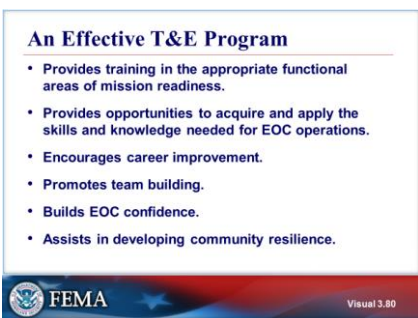 An Effective T&E Program
• Provides training in the appropriate functional
areas of mission readiness.
• Provides opportunities to acquire and apply the
skills and knowledge needed for EOC operations.
• Encourages career improvement.
• Promotes team building.
• Builds EOC confidence.
• Assists in developing community resilience.
FEMA
Visual 3.80